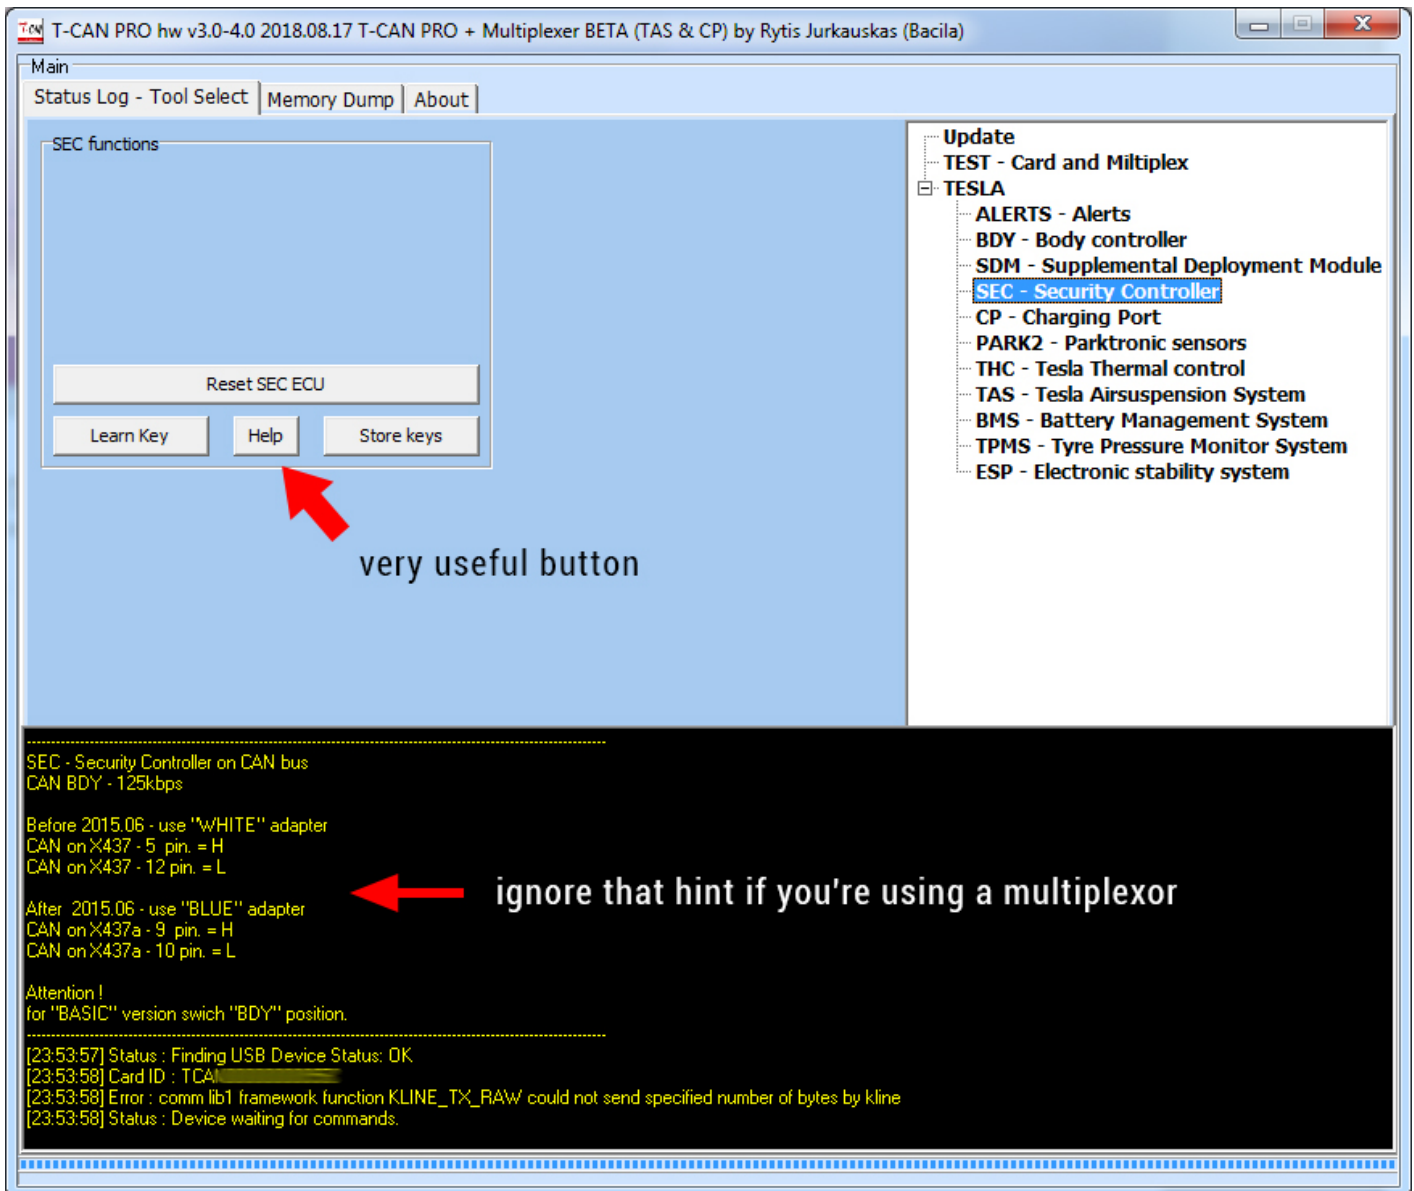 T-CAN PRO hw v3.0-4.0 2018.08.17 T-CAN PRO + Multiplexer BETA (TAS & CP) by Rytis Jurkauskas (Bacila)
Main
Status Log - Tool Select
Memory Dump
About
SEC functions
Reset SEC ECU
Learn Key
Help
Store keys
very useful button
Update
TEST - Card and Miltiplex
TESLA
ALERTS - Alerts
BDY - Body controller
SDM - Supplemental Deployment Module
SEC - Security Controller
CP - Charging Port
PARK2 - Parktronic sensors
THC - Tesla Thermal control
TAS - Tesla Airsuspension System
BMS - Battery Management System
TPMS - Tyre Pressure Monitor System
ESP - Electronic stability system
SEC - Security Controller on CAN bus
CAN BDY - 125kbps
Before 2015.06 - use "WHITE" adapter
CAN on X437 - 5 pin. = H
CAN on X437 - 12 pin. = L
After 2015.06 - use "BLUE" adapter
CAN on X437a - 9 pin. = H
CAN on X437a - 10 pin. = L
ignore that hint if you're using a multiplexor
Attention !
for "BASIC" version swich "BDY" position.
[23:53:57] Status : Finding USB Device Status: OK
[23:53:58] Card ID : TCAN
[23:53:58] Error : comm lib1 framework function KLINE_TX_RAW could not send specified number of bytes by kline
[23:53:58] Status : Device waiting for commands.